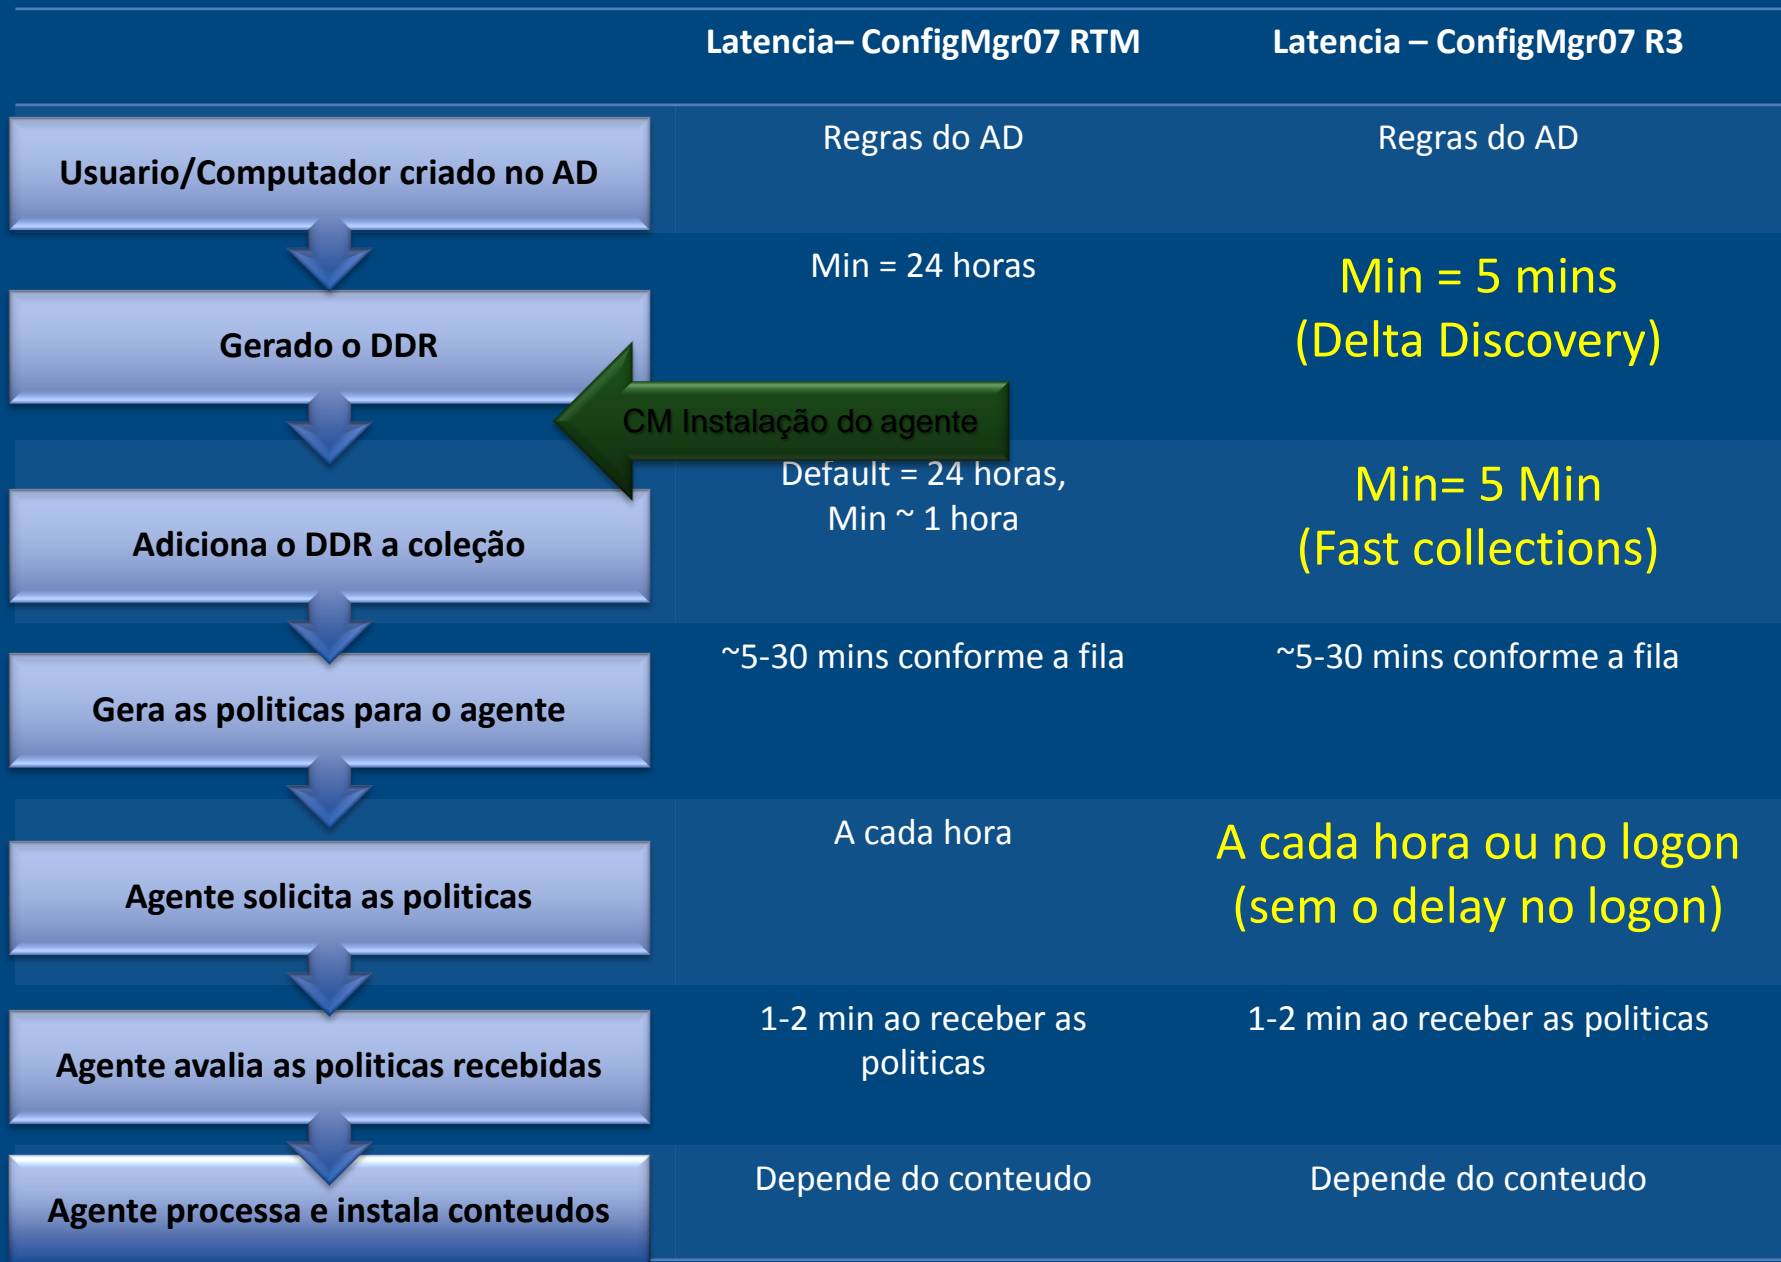 Latencia– ConfigMgr07 RTM
Latencia – ConfigMgr07 R3
Usuario/Computador criado no AD
Regras do AD
Regras do AD
Gerado o DDR
Min = 24 horas
Min = 5 mins
(Delta Discovery)
CM Instalação do agente
Adiciona o DDR a coleção
Default = 24 horas,
Min ~ 1 hora
Min= 5 Min
(Fast collections)
Gera as politicas para o agente
~5-30 mins conforme a fila
~5-30 mins conforme a fila
Agente solicita as politicas
A cada hora
A cada hora ou no logon
(sem o delay no logon)
Agente avalia as politicas recebidas
1-2 min ao receber as
politicas
1-2 min ao receber as politicas
Agente processa e instala conteudos
Depende do conteudo
Depende do conteudo